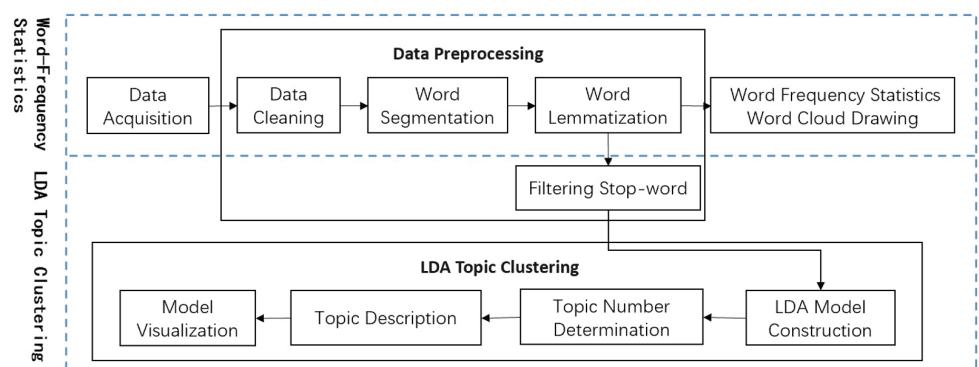 Word-Frequency
Statistics
Data Preprocessing
Data
Acquisition
Data
Cleaning
Word
Segmentation
Word
Lemmatization
Word Frequency Statistics
Word Cloud Drawing
Filtering Stop-word
LDA Topic Clustering
LDA Topic Clustering
Model
Visualization
Topic Description
Topic Number
Determination
LDA Model
Construction